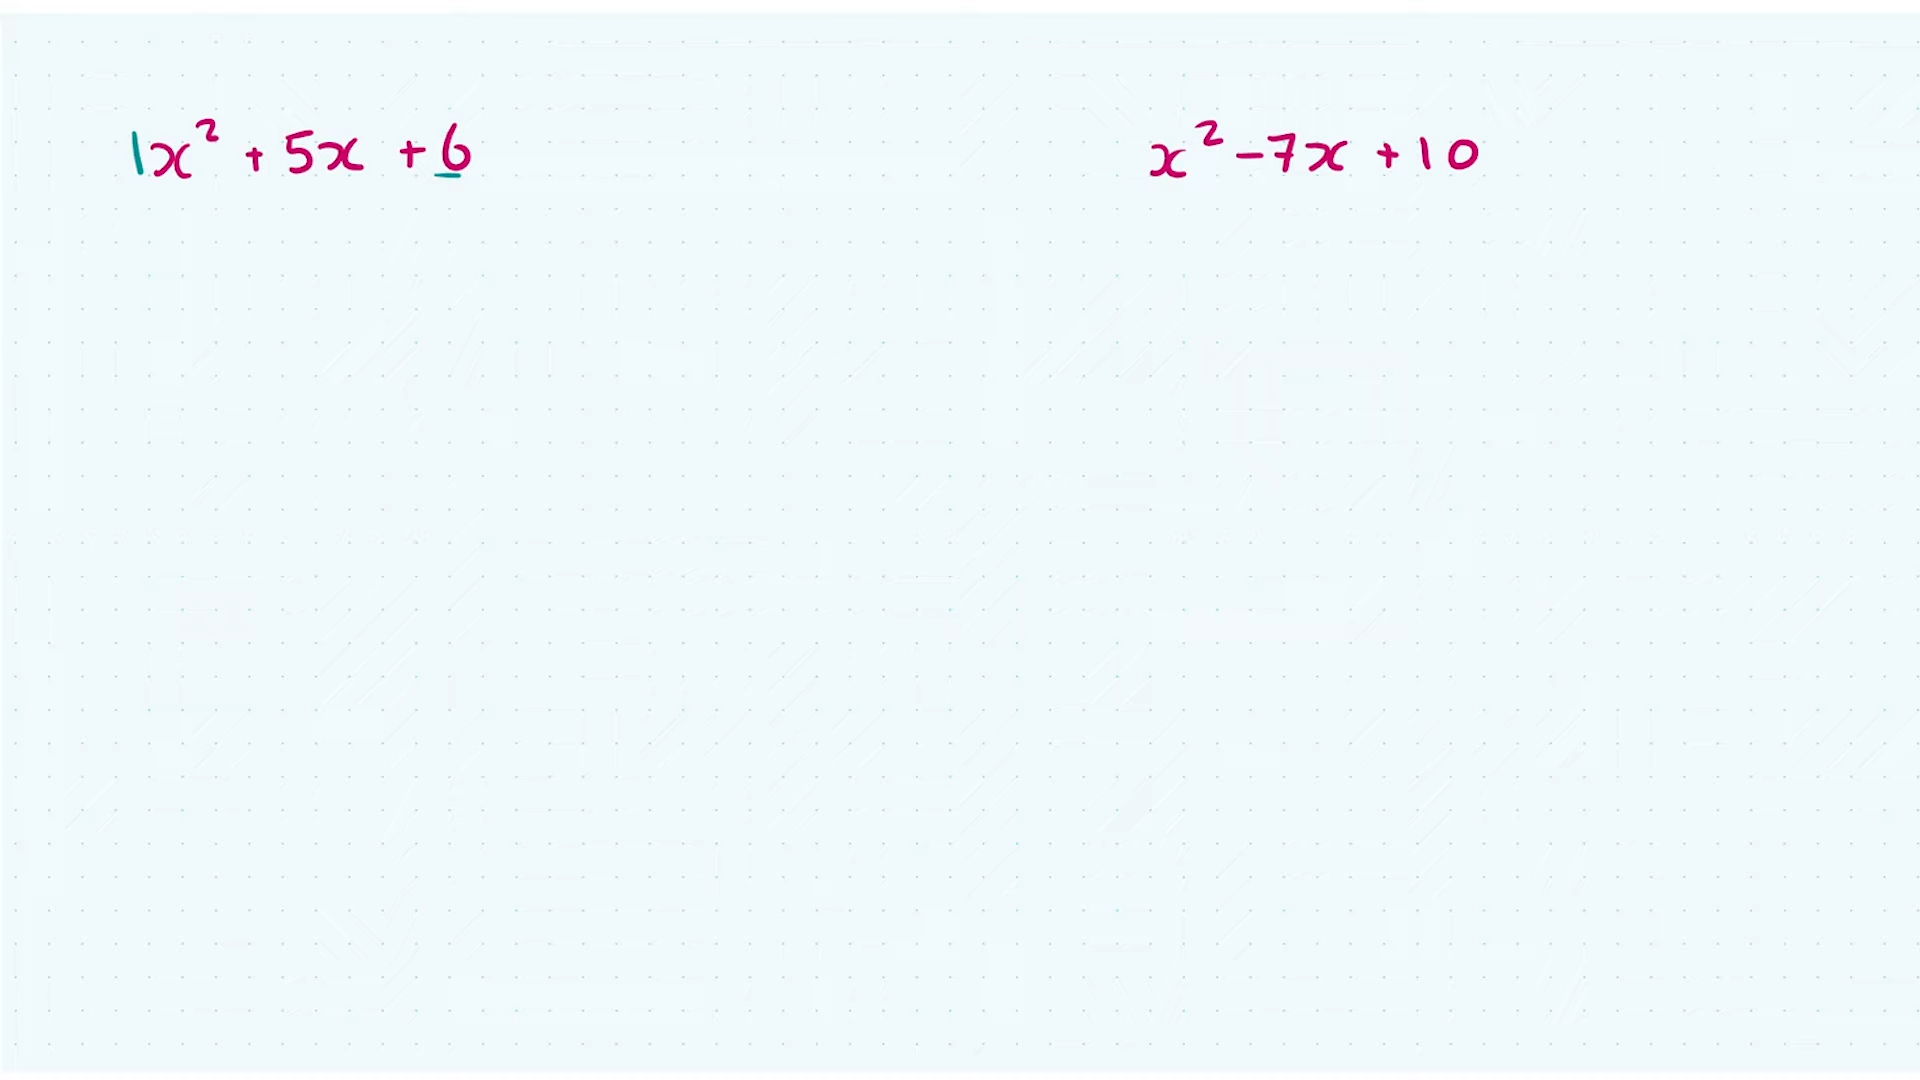 1x² + 5x + 6
x² - 7x + 10